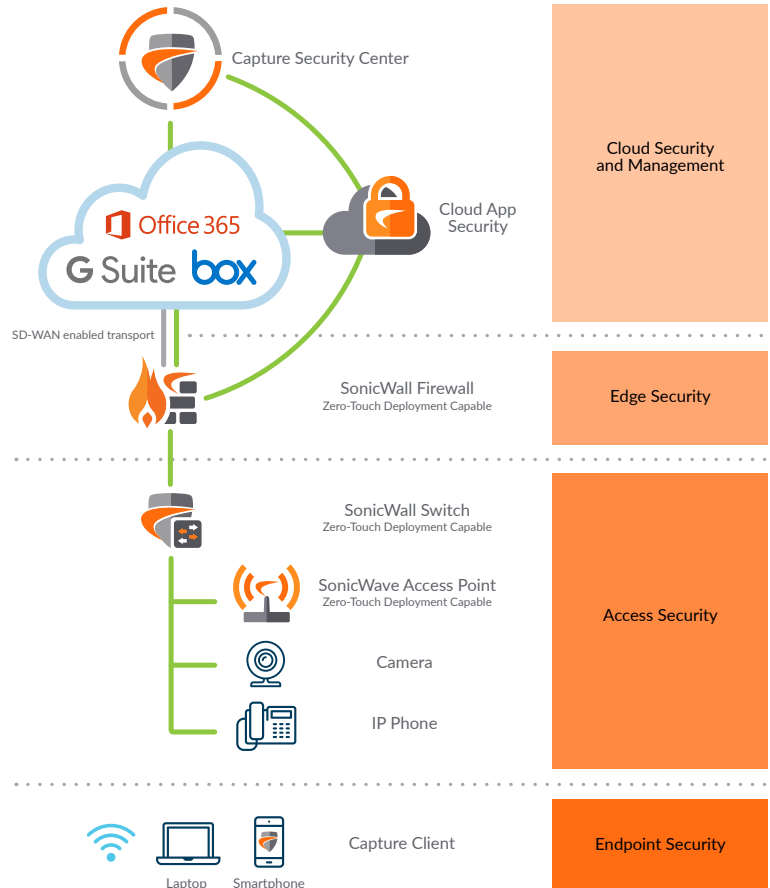 Capture Security Center
Cloud Security
and Management
Office 365
G Suite box
Cloud App
Security
SD-WAN enabled transport
SonicWall Firewall
Zero-Touch Deployment Capable
Edge Security
SonicWall Switch
Zero-Touch Deployment Capable
SonicWave Access Point
Zero-Touch Deployment Capable
Access Security
Camera
IP Phone
Capture Client
Endpoint Security
Laptop
Smartphone